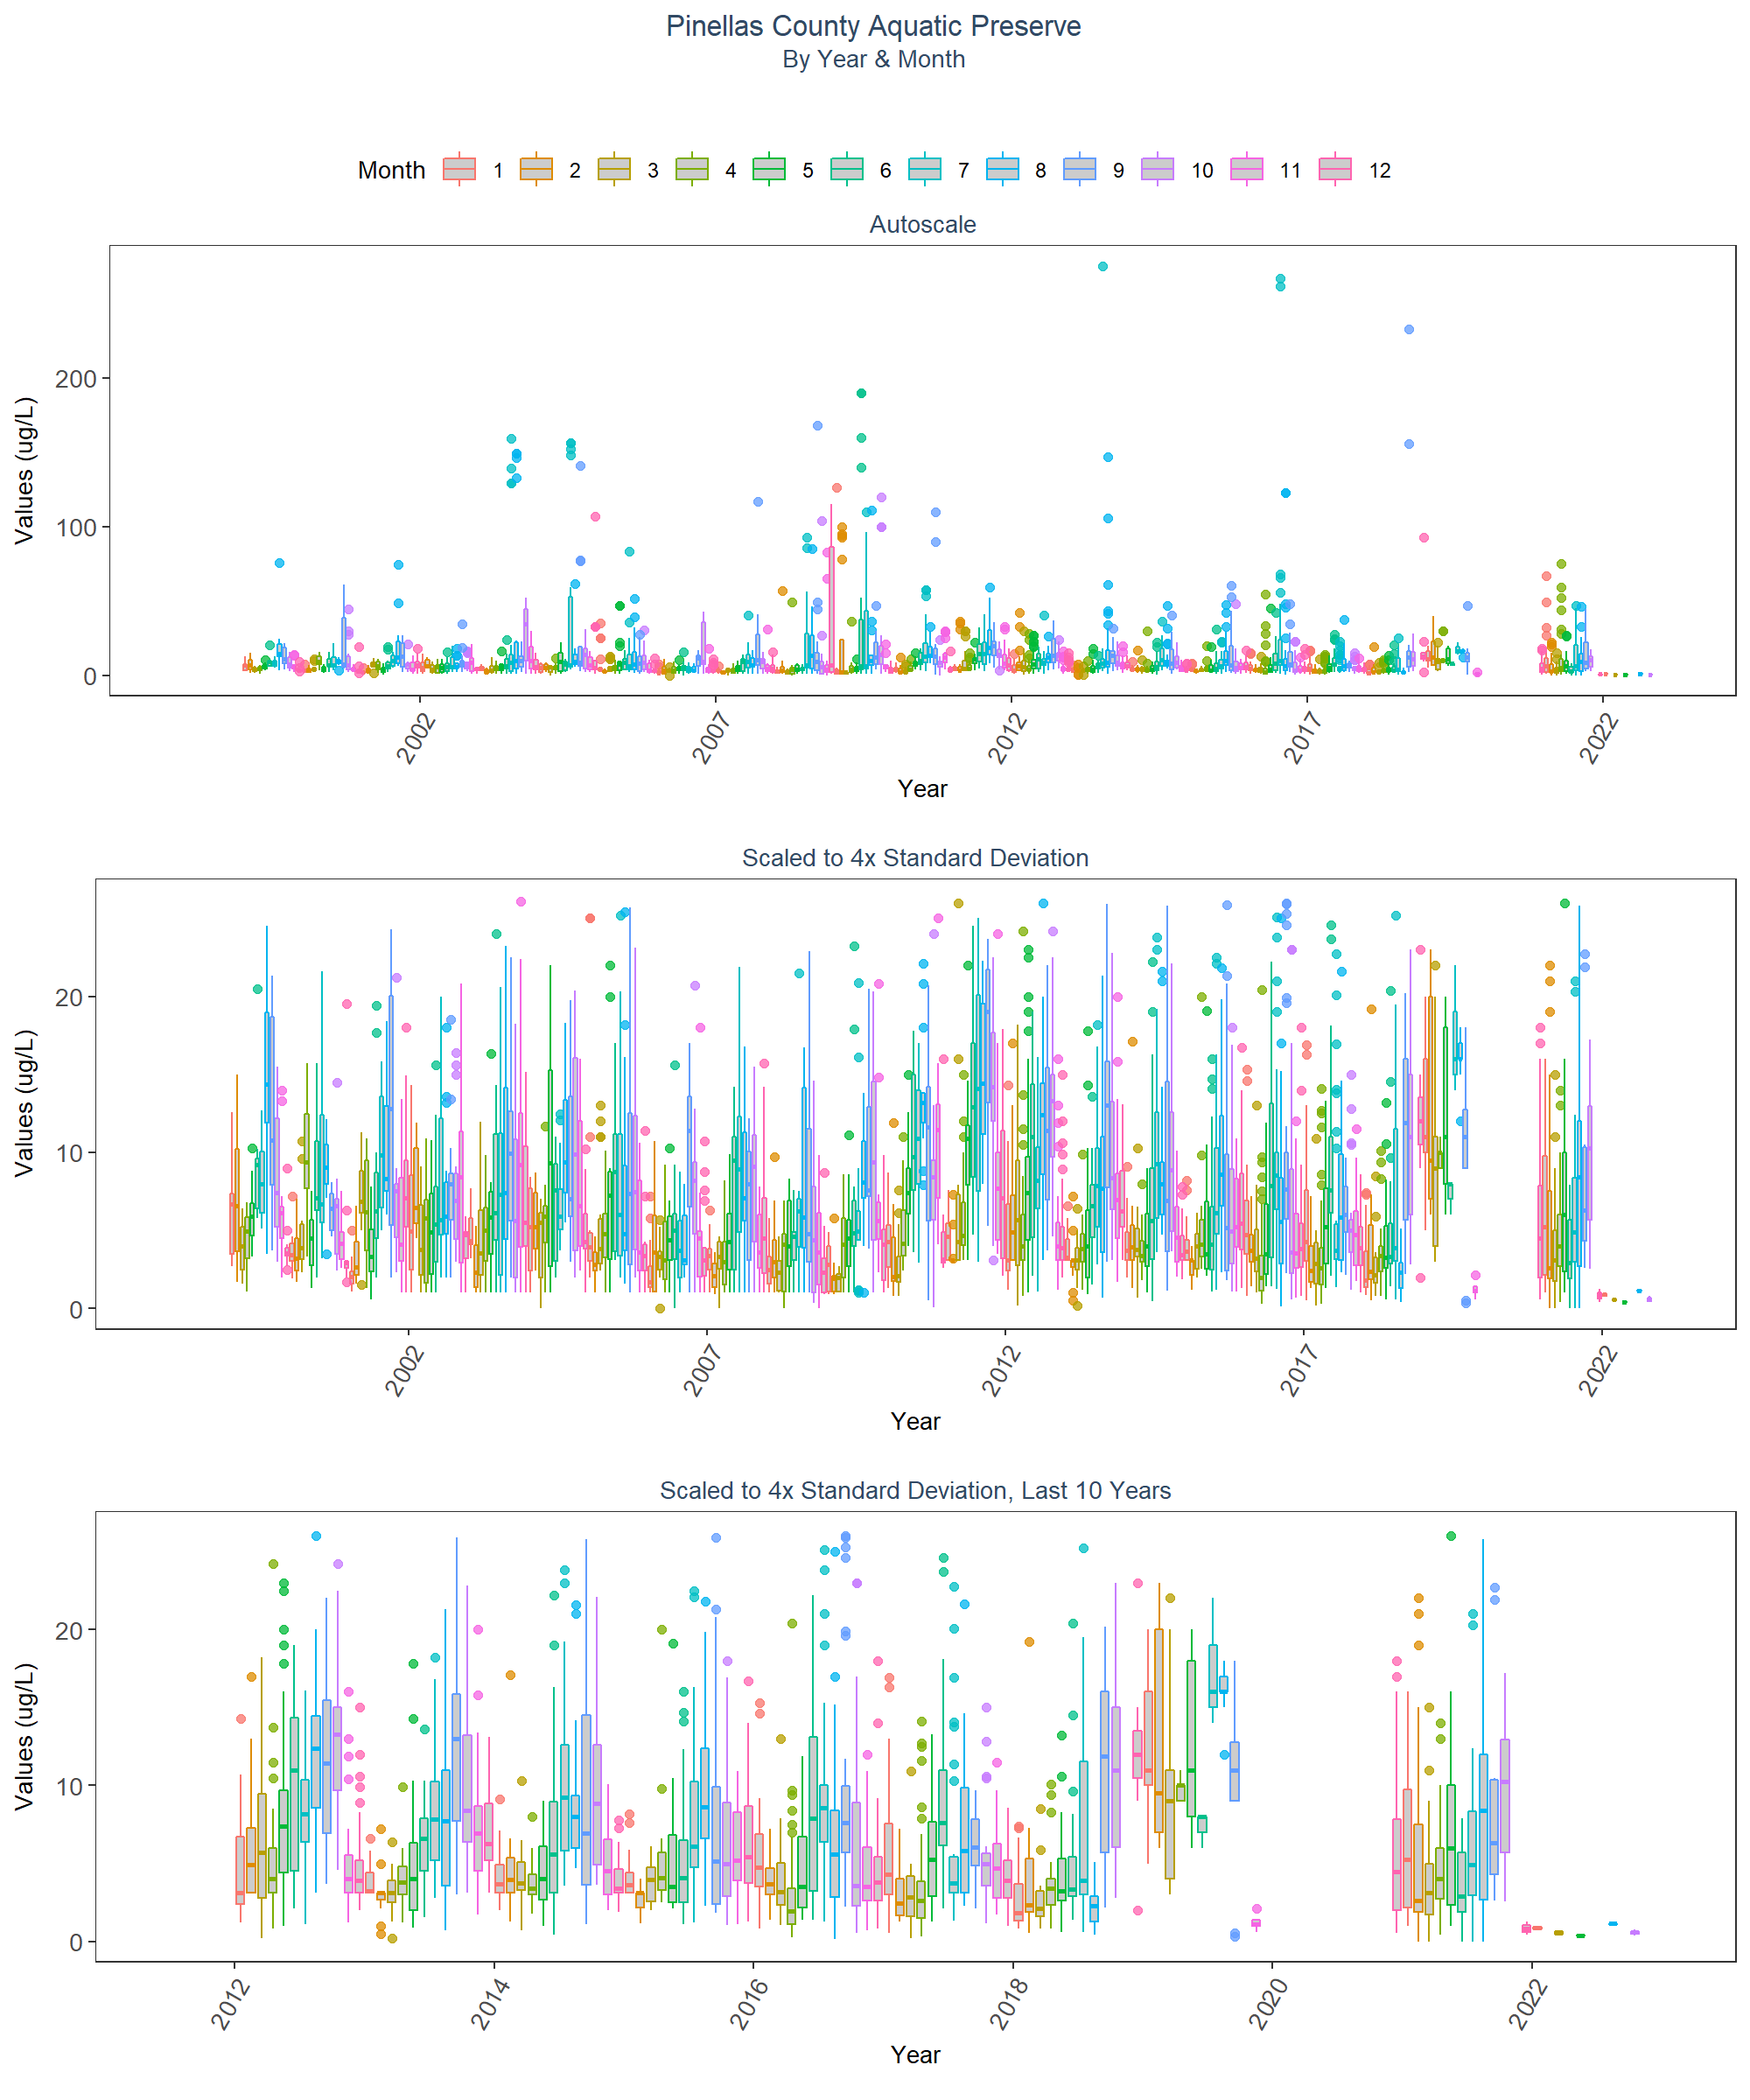 Pinellas County Aquatic Preserve
By Year & Month
Month 1 2 3 4 5 6 7 8 9 10 11 12
Autoscale
Values (ug/L)
200
100
0
2002 2007 2012 2017 2022
Year
Scaled to 4x Standard Deviation
Values (ug/L)
20
10
0
2002 2007 2012 2017 2022
Year
Scaled to 4x Standard Deviation, Last 10 Years
Values (ug/L)
20
10
0
2012 2014 2016 2018 2020 2022
Year